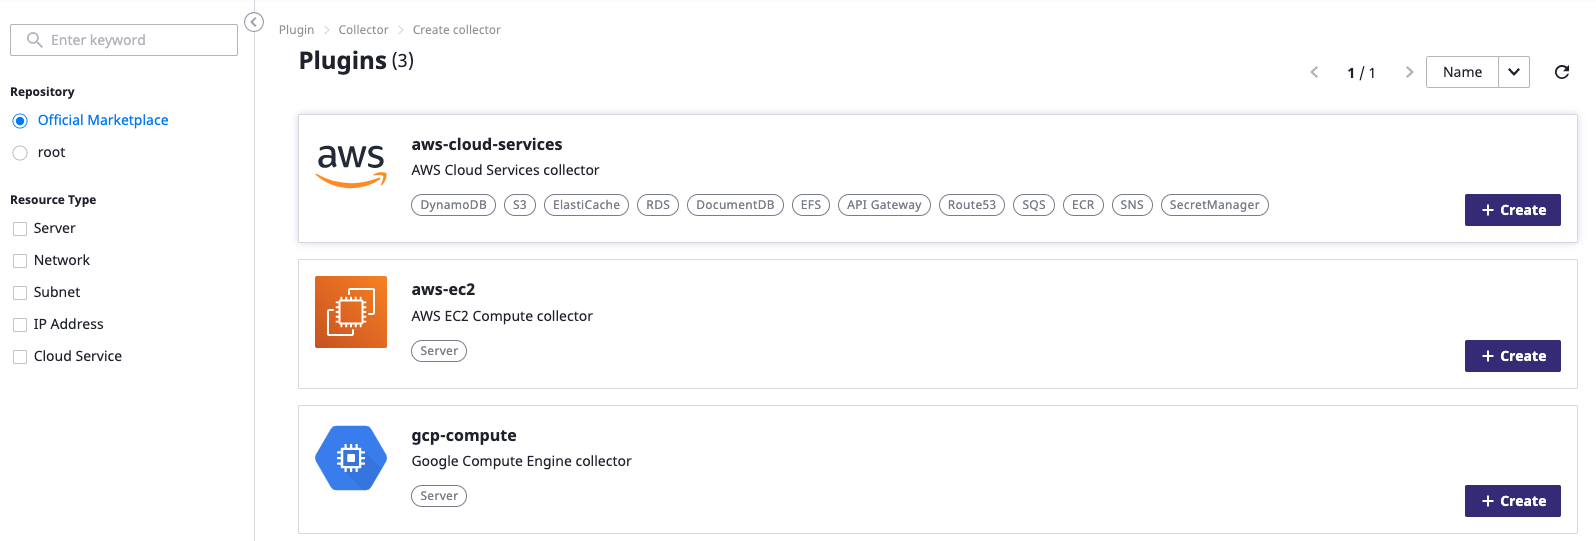 Enter keyword
Repository
Official Marketplace
root
Resource Type
Server
Network
Subnet
IP Address
Cloud Service
Plugin > Collector > Create collector
Plugins (3)
1 / 1
Name
aws
aws-cloud-services
AWS Cloud Services collector
DynamoDB S3 ElastiCache RDS DocumentDB EFS API Gateway Route53 SQS ECR SNS SecretManager
+ Create
aws-ec2
AWS EC2 Compute collector
Server
+ Create
gcp-compute
Google Compute Engine collector
Server
+ Create